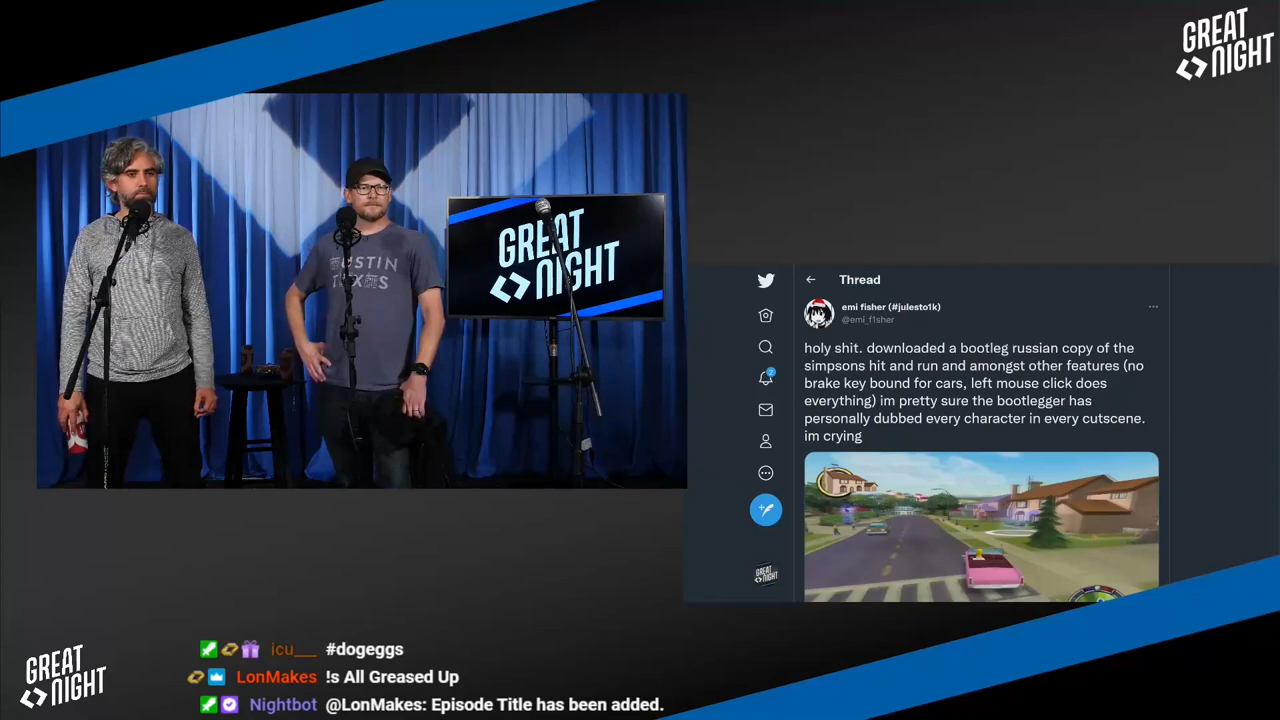 GREAT
NIGHT
GREAT
NIGHT
Thread
emi fisher (#julesto1k)
@emi_f1sher
holy shit. downloaded a bootleg russian copy of the
simpsons hit and run and amongst other features (no
brake key bound for cars, left mouse click does
everything) im pretty sure the bootlegger has
personally dubbed every character in every cutscene.
im crying
2
GREAT
NIGHT
icu___ #dogeggs
LonMakes !s All Greased Up
Nightbot @LonMakes: Episode Title has been added.
GREAT
NIGHT